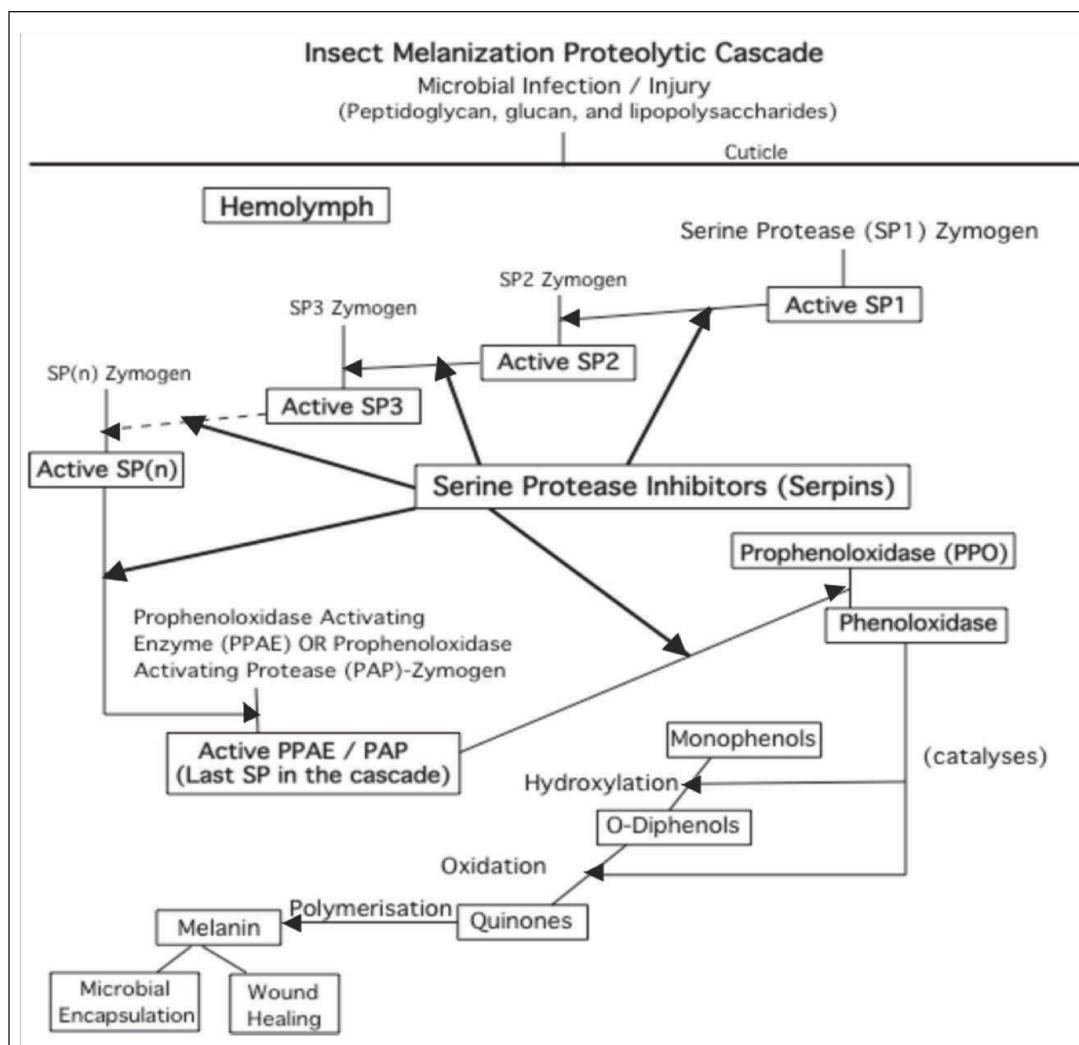 Insect Melanization Proteolytic Cascade
Microbial Infection / Injury
(Peptidoglycan, glucan, and lipopolysaccharides)
Cuticle
Hemolymph
Serine Protease (SP1) Zymogen
SP2 Zymogen
Active SP1
SP3 Zymogen
Active SP2
SP(n) Zymogen
Active SP3
Active SP(n)
Serine Protease Inhibitors (Serpins)
Prophenoloxidase (PPO)
Phenoloxidase
Prophenoloxidase Activating
Enzyme (PPAE) OR Prophenoloxidase
Activating Protease (PAP)-Zymogen
Active PPAE / PAP
(Last SP in the cascade)
Monophenols
(catalyses)
Hydroxylation
O-Diphenols
Oxidation
Polymerisation
Quinones
Melanin
Microbial
Encapsulation
Wound
Healing